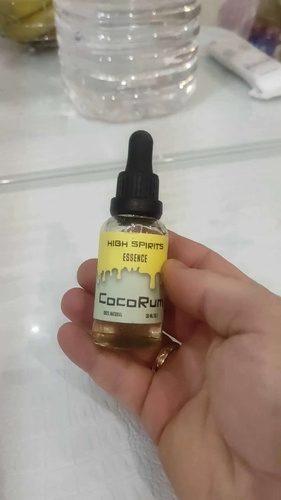 HIGH SPIRITS
ESSENCE
CocoRum
100% NATURAL